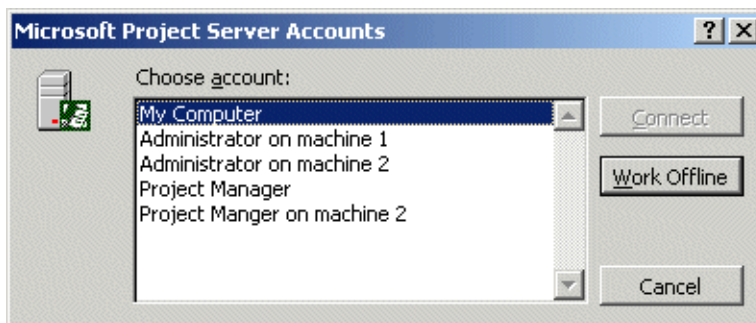 Microsoft Project Server Accounts
Choose account:
My Computer
Administrator on machine 1
Administrator on machine 2
Project Manager
Project Manger on machine 2
Connect
Work Offline
Cancel